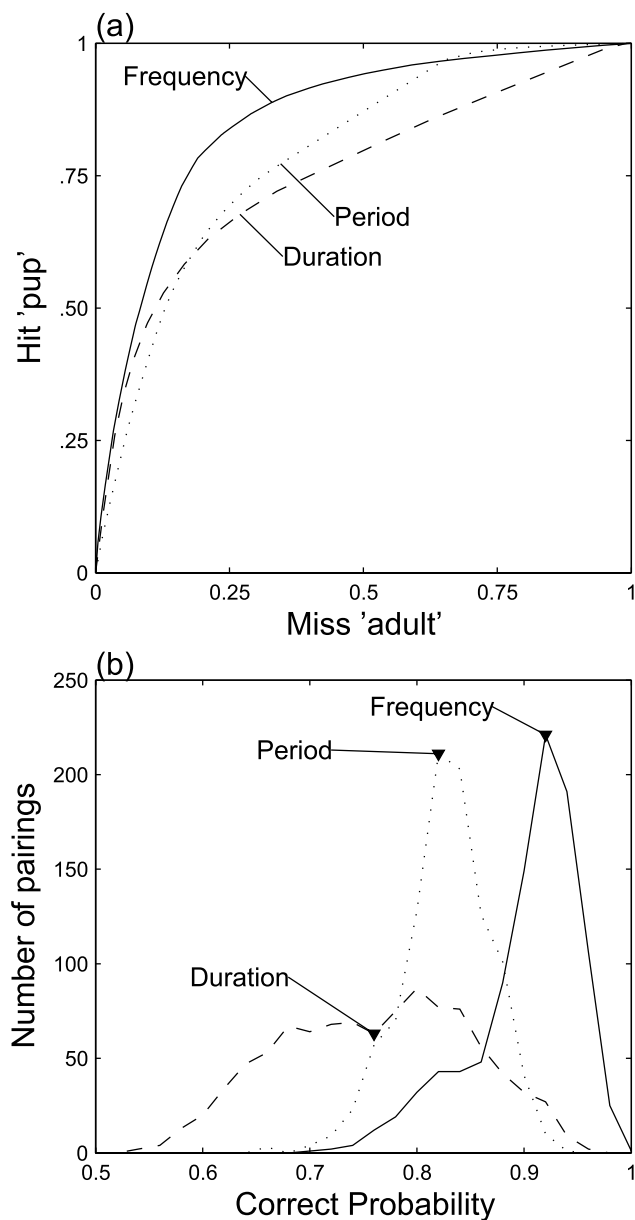 (a)
1
Frequency
.75
Period
Duration
Hit 'pup'
.50
.25
0
0 0.25 0.5 0.75 1
Miss 'adult'
(b)
250
Frequency
Period
200
150
Number of pairings
Duration
100
50
0
0.5 0.6 0.7 0.8 0.9 1
Correct Probability